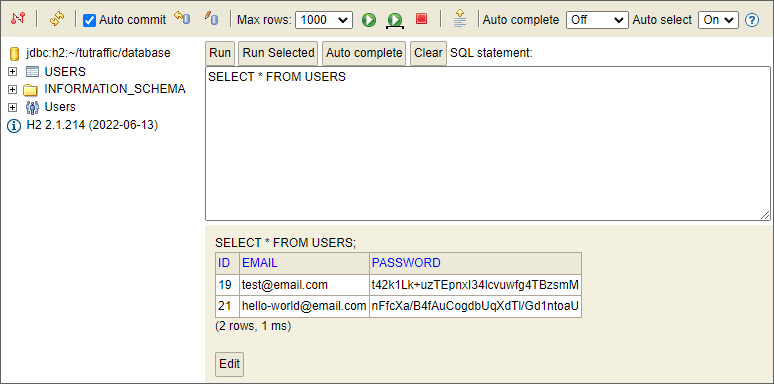 Auto commit Max rows: 1000 Auto complete Off Auto select On ?
jdbc:h2:~/tutraffic/database
USERS
INFORMATION_SCHEMA
Users
H2 2.1.214 (2022-06-13)
Run Run Selected Auto complete Clear SQL statement:
SELECT * FROM USERS
SELECT * FROM USERS;
ID EMAIL PASSWORD
19 test@email.com t42k1Lk+uzTEpnxI34lcvuwfg4TBzsmM
21 hello-world@email.com nFfcXa/B4fAuCogdbUqXdTl/Gd1ntoaU
(2 rows, 1 ms)
Edit